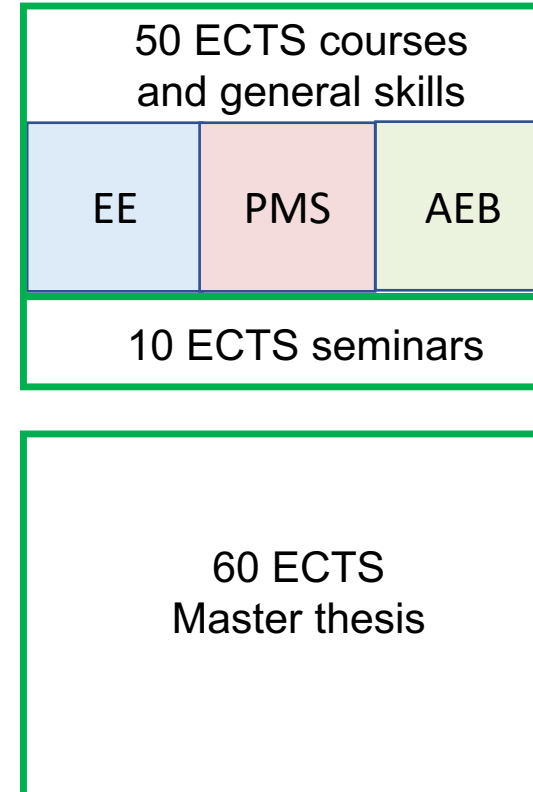 50 ECTS courses
and general skills
EE PMS AEB
10 ECTS seminars
60 ECTS
Master thesis